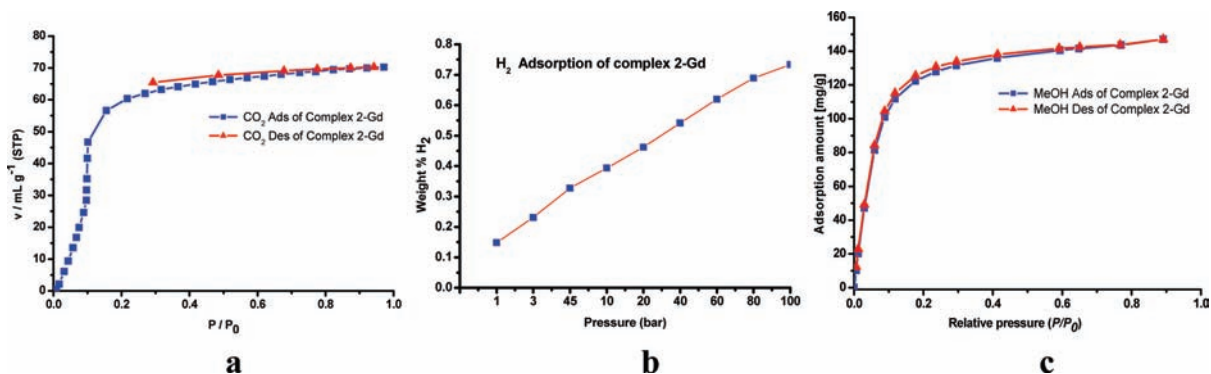 80
70
60
50
40
30
20
10
0
v / mL g⁻¹ (STP)
CO₂ Ads of Complex 2-Gd
CO₂ Des of Complex 2-Gd
0.0 0.2 0.4 0.6 0.8 1.0
P / P₀
a
0.8
0.7
0.6
0.5
0.4
0.3
0.2
0.1
0.0
Weight % H₂
H₂ Adsorption of complex 2-Gd
1 3 45 10 20 40 60 80 100
Pressure (bar)
b
160
140
120
100
80
60
40
20
0
Adsorption amount [mg/g]
MeOH Ads of Complex 2-Gd
MeOH Des of Complex 2-Gd
0.0 0.2 0.4 0.6 0.8 1.0
Relative pressure (P/P₀)
c